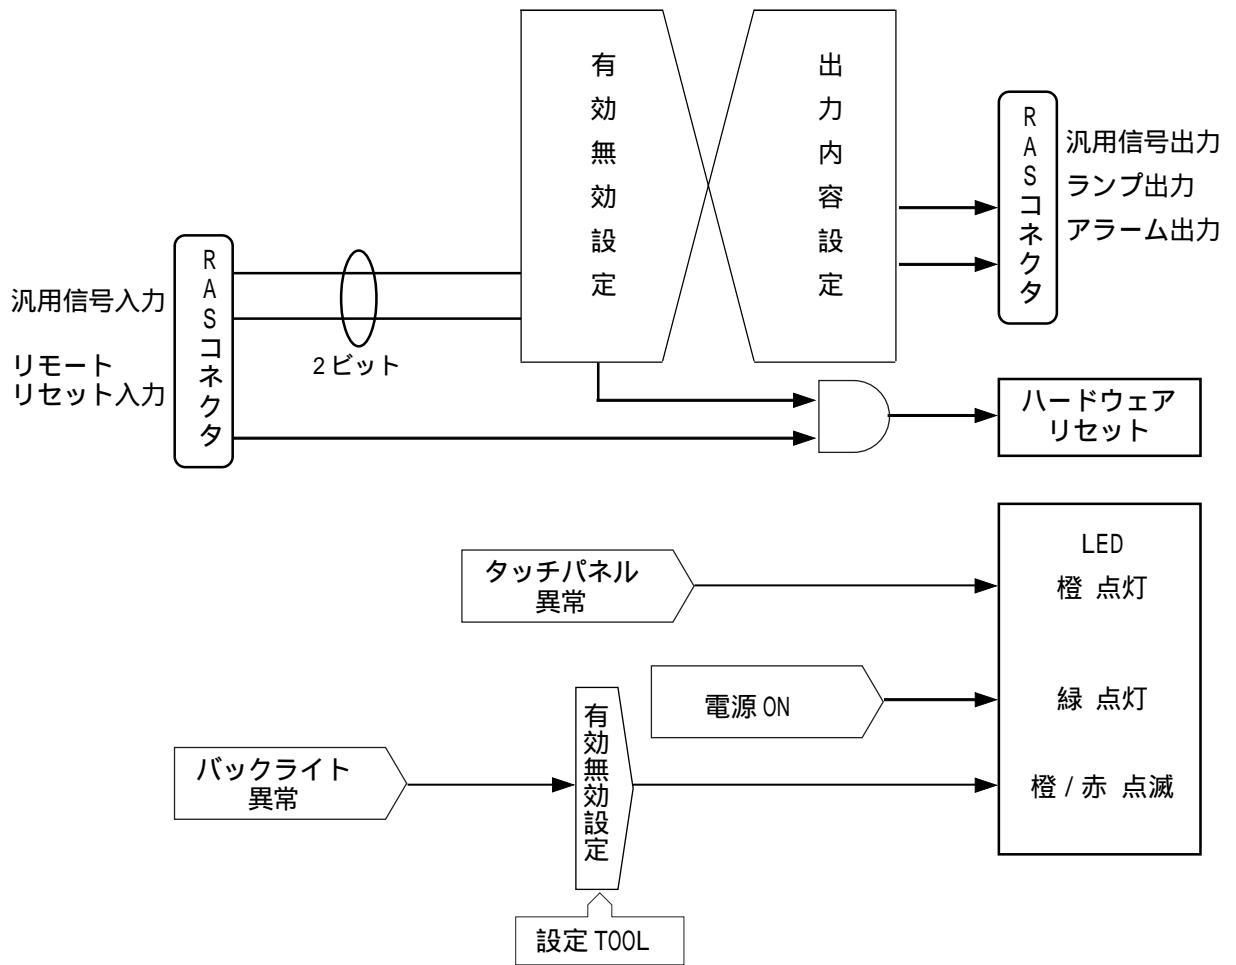 有効無効設定
出力内容設定
RASコネクタ
汎用信号出力
ランプ出力
アラーム出力
RASコネクタ
汎用信号入力
リモート
リセット入力
2ビット
ハードウェア
リセット
LED
橙 点灯
緑 点灯
橙/赤 点滅
タッチパネル
異常
電源 ON
有効無効設定
バックライト
異常
設定 TOOL